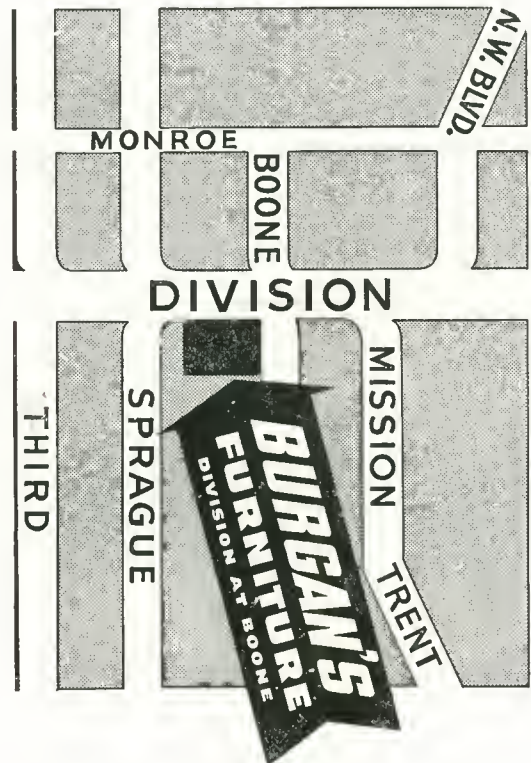 N.W. BLVD.
MONROE
BOONE
DIVISION
MISSION
SPRAGUE
THIRD
TRENT
BURGAN'S
FURNITURE
DIVISION AT BOONE